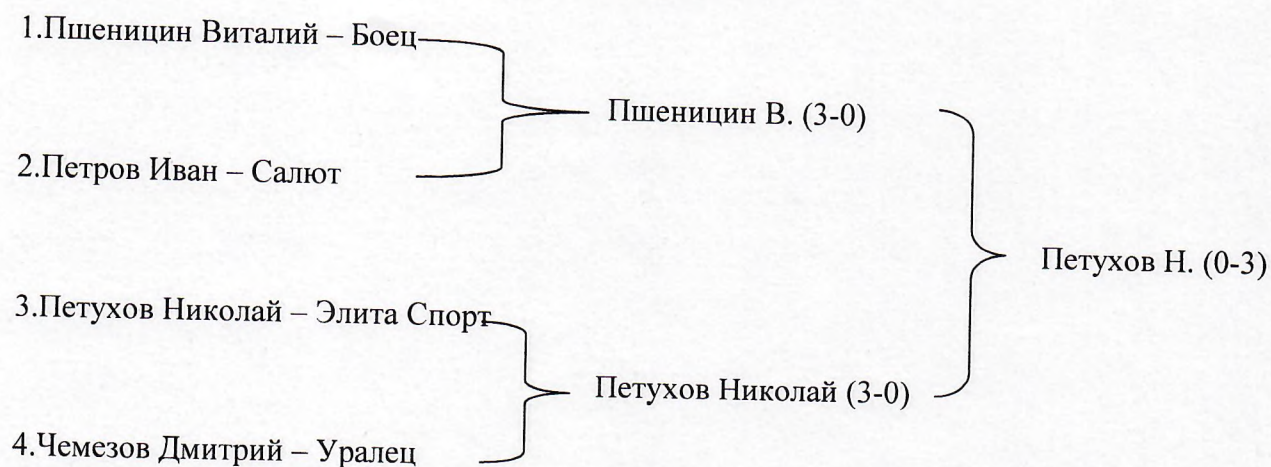 1.Пшеницин Виталий – Боец
Пшеницин В. (3-0)
2.Петров Иван – Салют
Петухов Н. (0-3)
3.Петухов Николай – Элита Спорт
Петухов Николай (3-0)
4.Чемезов Дмитрий – Уралец